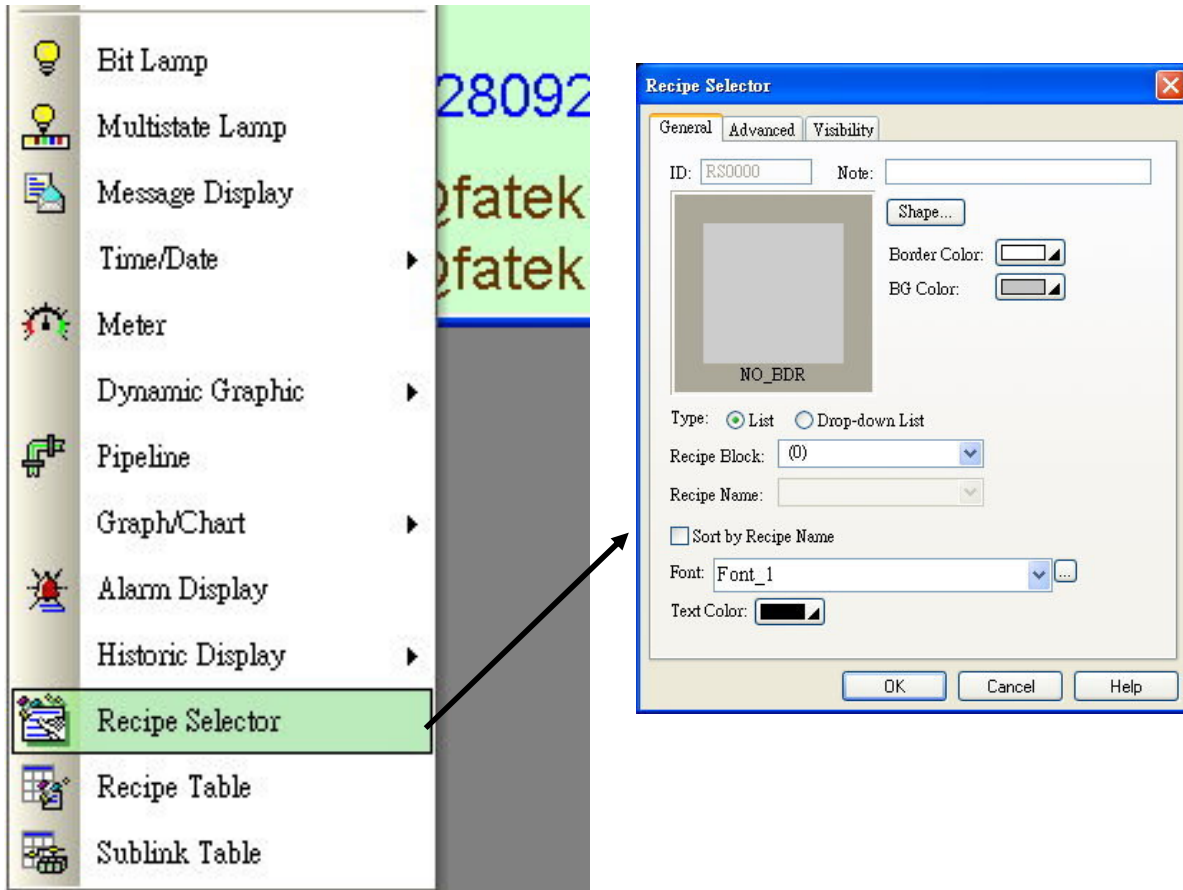 Bit Lamp
Multistate Lamp
Message Display
Time/Date
Meter
Dynamic Graphic
Pipeline
Graph/Chart
Alarm Display
Historic Display
Recipe Selector
Recipe Table
Sublink Table
28092
@fatek
@fatek
Recipe Selector
General Advanced Visibility
ID: RS0000 Note:
Shape...
Border Color:
BG Color:
NO_BDR
Type: List Drop-down List
Recipe Block: (0)
Recipe Name:
Sort by Recipe Name
Font: Font_1 ...
Text Color:
OK Cancel Help